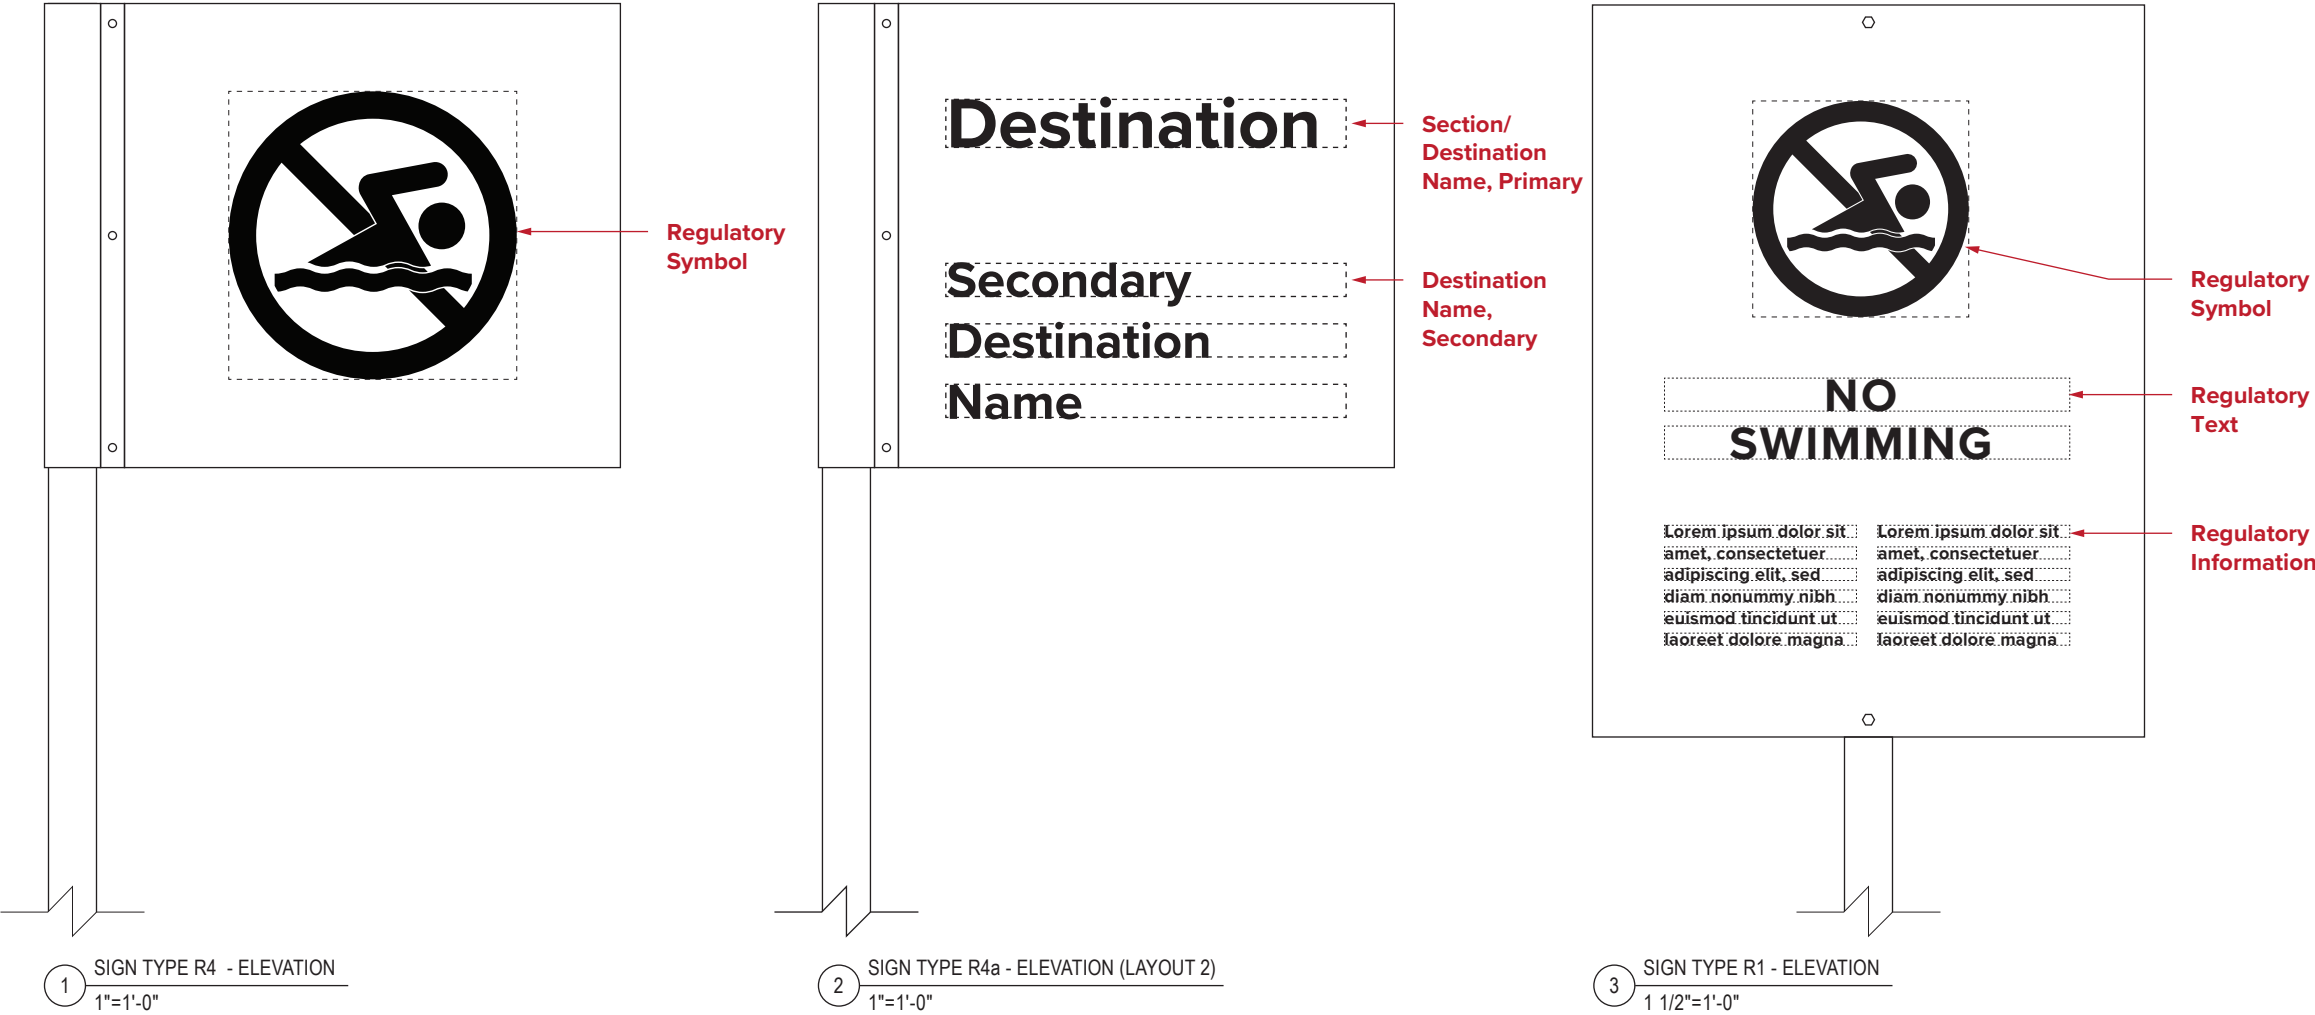 Regulatory
Symbol
1
SIGN TYPE R4 - ELEVATION
1"=1'-0"
Destination
Secondary
Destination
Name
Section/
Destination
Name, Primary
Destination
Name,
Secondary
2
SIGN TYPE R4a - ELEVATION (LAYOUT 2)
1"=1'-0"
NO
SWIMMING
Lorem ipsum dolor sit
amet, consectetuer
adipiscing elit, sed
diam nonummy nibh
euismod tincidunt ut
laoreet dolore magna
Lorem ipsum dolor sit
amet, consectetuer
adipiscing elit, sed
diam nonummy nibh
euismod tincidunt ut
laoreet dolore magna
Regulatory
Symbol
Regulatory
Text
Regulatory
Information
3
SIGN TYPE R1 - ELEVATION
1 1/2"=1'-0"